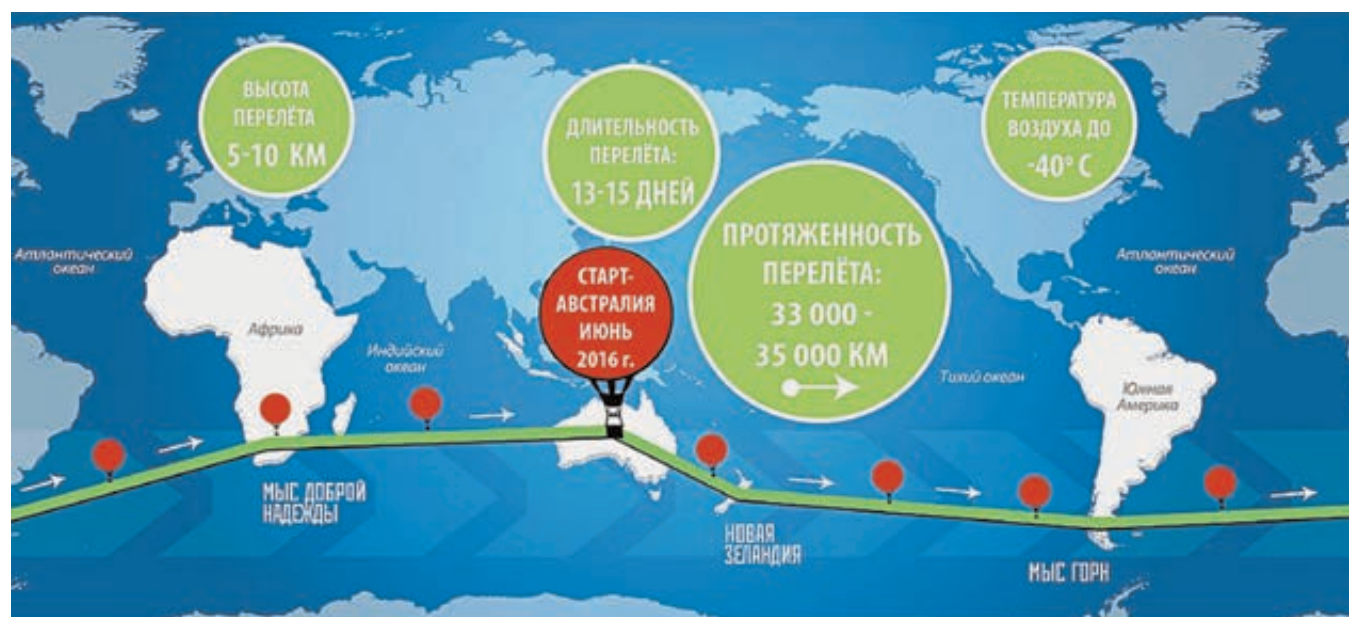 ВЫСОТА
ПЕРЕЛЁТА
5-10 КМ
ДЛИТЕЛЬНОСТЬ
ПЕРЕЛЁТА:
13-15 ДНЕЙ
ТЕМПЕРАТУРА
ВОЗДУХА ДО
-40° С
ПРОТЯЖЕННОСТЬ
ПЕРЕЛЁТА:
33 000 -
35 000 КМ
СТАРТ-
АВСТРАЛИЯ
ИЮНЬ
2016 г.
Атлантический
океан
Африка
Индийский
океан
Тихий океан
Атлантический
океан
Южная
Америка
МЫС ДОБРОЙ
НАДЕЖДЫ
НОВАЯ
ЗЕЛАНДИЯ
МЫС ГОРН